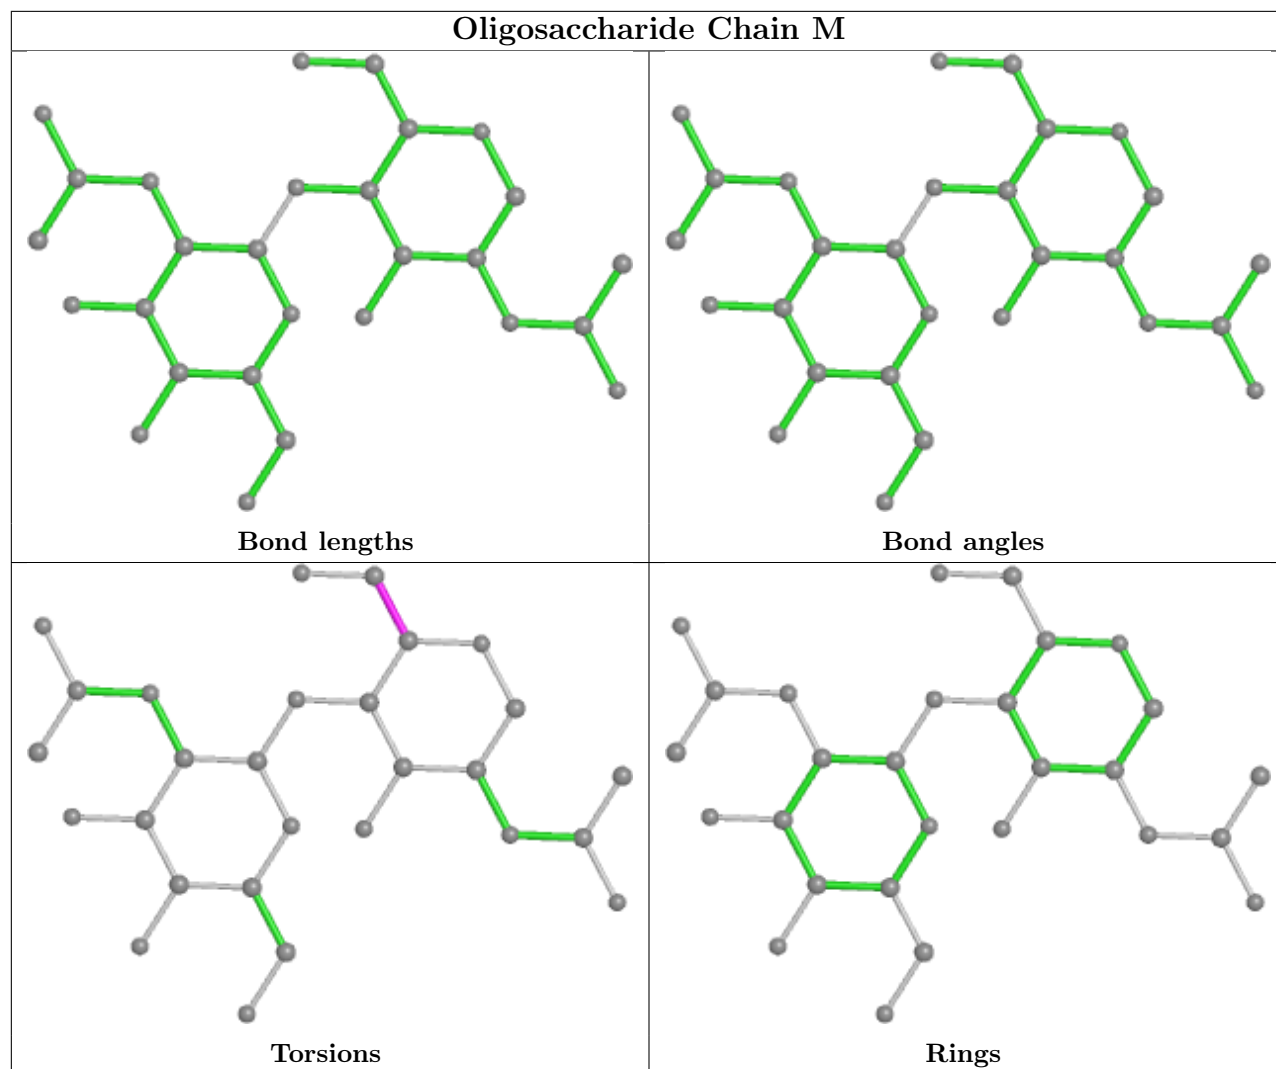 Oligosaccharide Chain M
Bond lengths
Bond angles
Torsions
Rings